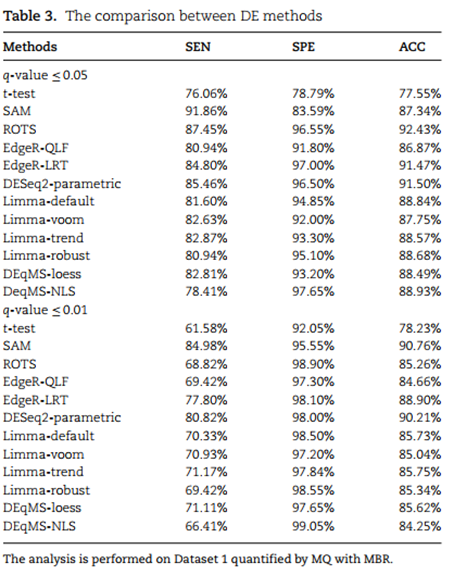 Table 3. The comparison between DE methods
Methods SEN SPE ACC
q-value ≤ 0.05
t-test 76.06% 78.79% 77.55%
SAM 91.86% 83.59% 87.34%
ROTS 87.45% 96.55% 92.43%
EdgeR-QLF 80.94% 91.80% 86.87%
EdgeR-LRT 84.80% 97.00% 91.47%
DESeq2-parametric 85.46% 96.50% 91.50%
Limma-default 81.60% 94.85% 88.84%
Limma-voom 82.63% 92.00% 87.75%
Limma-trend 82.87% 93.30% 88.57%
Limma-robust 80.94% 95.10% 88.68%
DEqMS-loess 82.81% 93.20% 88.49%
DeqMS-NLS 78.41% 97.65% 88.93%
q-value ≤ 0.01
t-test 61.58% 92.05% 78.23%
SAM 84.98% 95.55% 90.76%
ROTS 68.82% 98.90% 85.26%
EdgeR-QLF 69.42% 97.30% 84.66%
EdgeR-LRT 77.80% 98.10% 88.90%
DESeq2-parametric 80.82% 98.00% 90.21%
Limma-default 70.33% 98.50% 85.73%
Limma-voom 70.93% 97.20% 85.04%
Limma-trend 71.17% 97.84% 85.75%
Limma-robust 69.42% 98.55% 85.34%
DEqMS-loess 71.11% 97.65% 85.62%
DEqMS-NLS 66.41% 99.05% 84.25%
The analysis is performed on Dataset 1 quantified by MQ with MBR.